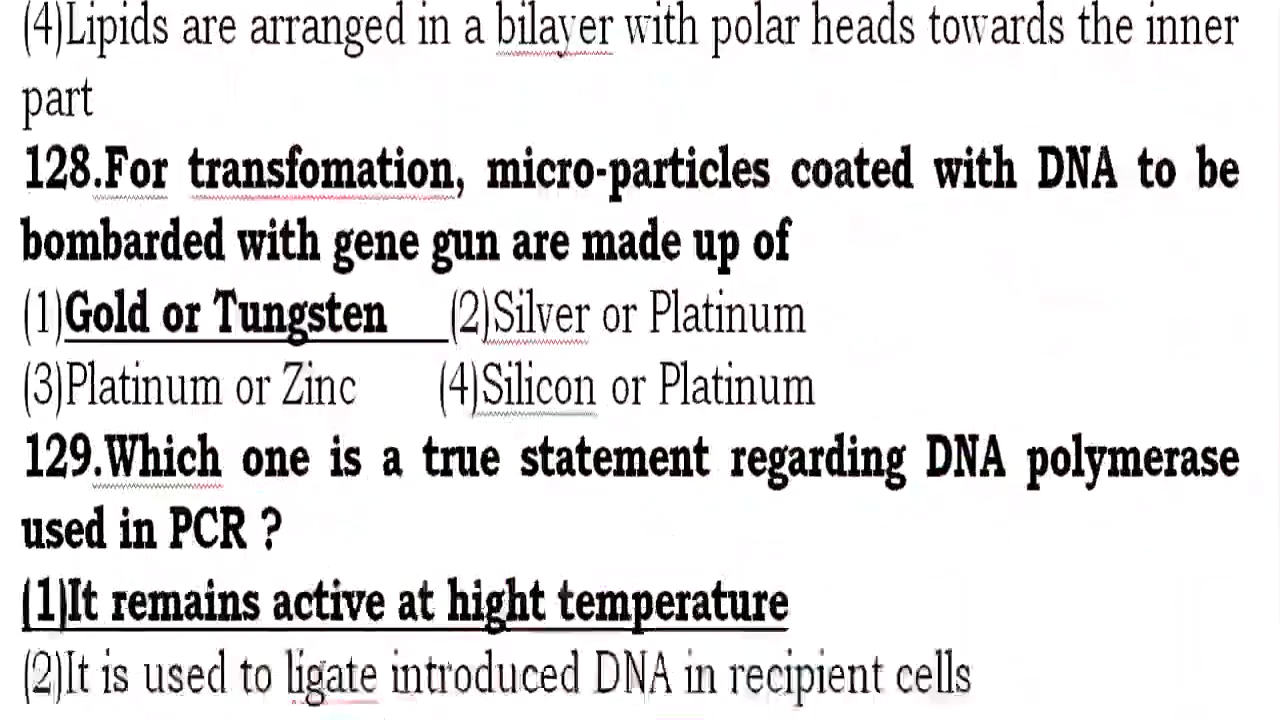 (4)Lipids are arranged in a bilayer with polar heads towards the inner
part
128.For transfomation, micro-particles coated with DNA to be
bombarded with gene gun are made up of
(1)Gold or Tungsten (2)Silver or Platinum
(3)Platinum or Zinc (4)Silicon or Platinum
129.Which one is a true statement regarding DNA polymerase
used in PCR ?
(1)It remains active at hight temperature
(2)It is used to ligate introduced DNA in recipient cells